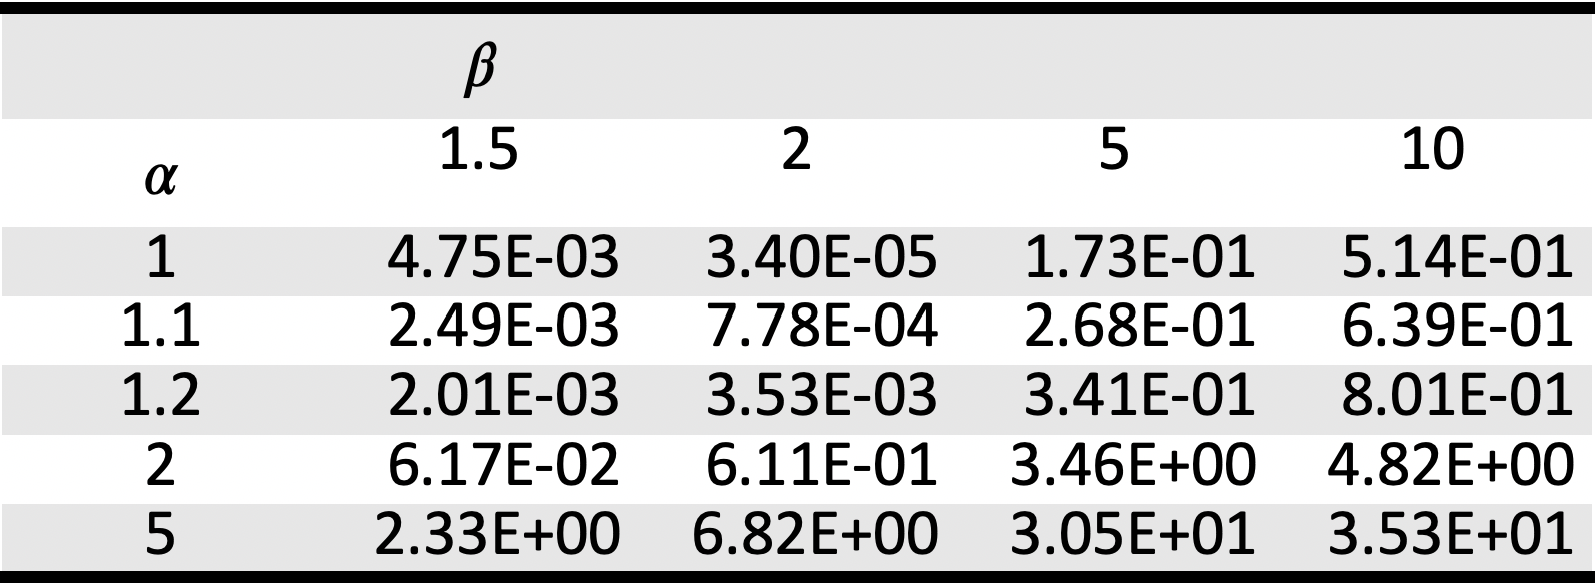 β
1.5 2 5 10
α
1 4.75E-03 3.40E-05 1.73E-01 5.14E-01
1.1 2.49E-03 7.78E-04 2.68E-01 6.39E-01
1.2 2.01E-03 3.53E-03 3.41E-01 8.01E-01
2 6.17E-02 6.11E-01 3.46E+00 4.82E+00
5 2.33E+00 6.82E+00 3.05E+01 3.53E+01